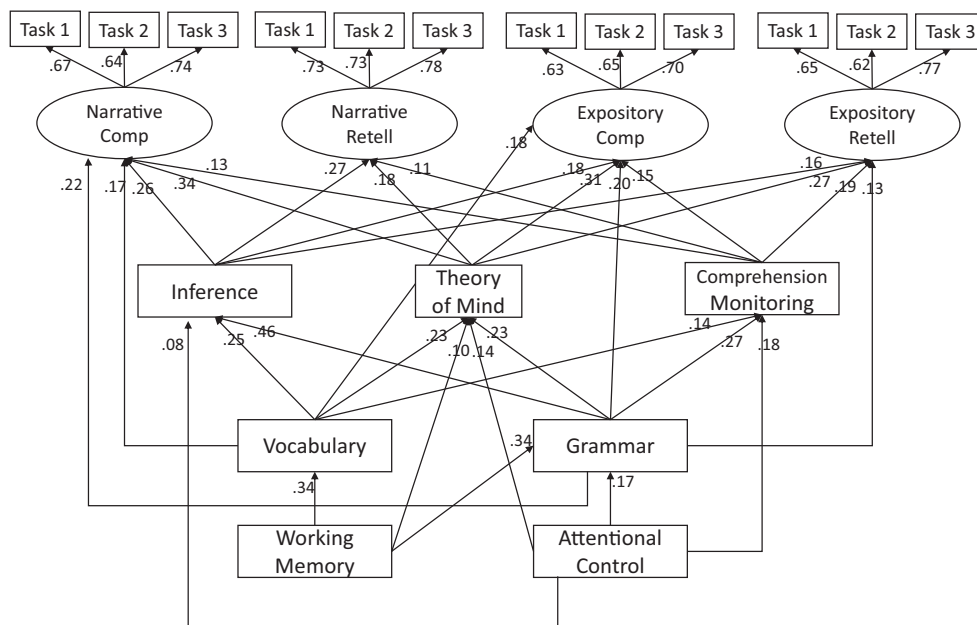 Task 1 Task 2 Task 3 Task 1 Task 2 Task 3 Task 1 Task 2 Task 3 Task 1 Task 2 Task 3
.67 .64 .74 .73 .73 .78 .63 .65 .70 .65 .62 .77
Narrative
Comp
Narrative
Retell
Expository
Comp
Expository
Retell
.22 .17 .26 .34 .13 .27 .18 .11 .18 .18 .31 .20 .15 .16 .27 .19 .13
Inference
Theory
of Mind
Comprehension
Monitoring
.08 .25 .46 .23 .10 .14 .23 .14 .27 .18
Vocabulary
Grammar
.34 .34 .17
Working
Memory
Attentional
Control